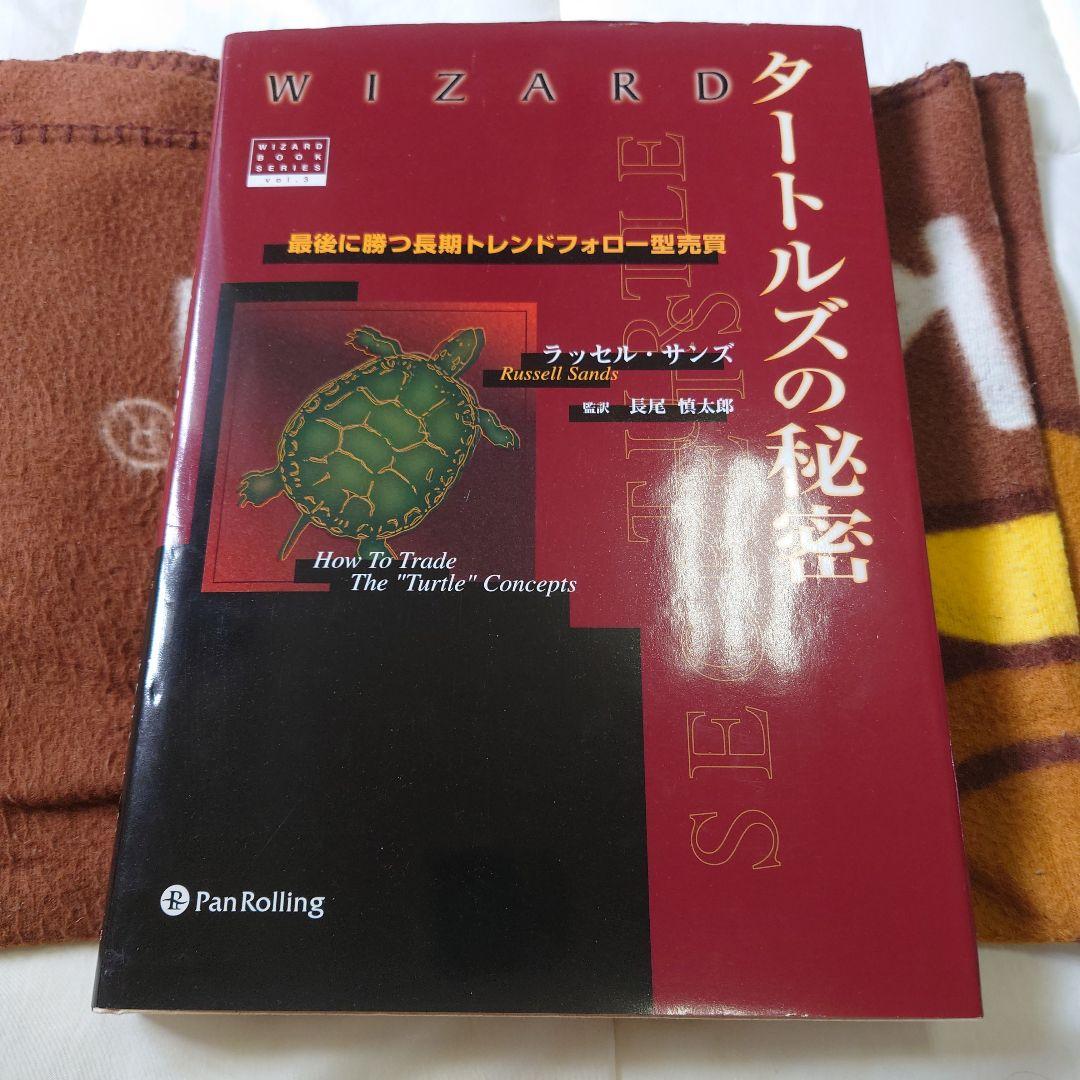 WIZARD
タートルズの秘密
WIZARD
BOOK
SERIES
vol.3
最後に勝つ長期トレンドフォロー型売買
ラッセル・サンズ
Russell Sands
監訳 長尾 慎太郎
How To Trade
The "Turtle" Concepts
TURTLE
SECRETS
PanRolling